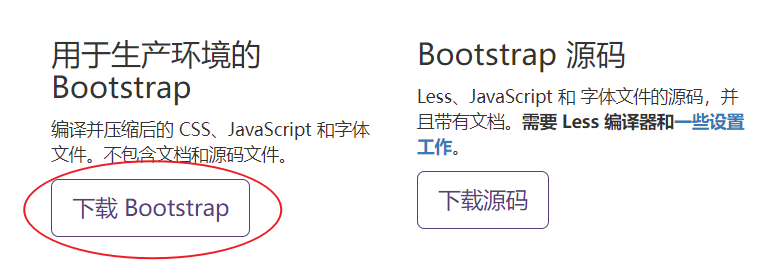 用于生产环境的
Bootstrap
编译并压缩后的 CSS、JavaScript 和字体
文件。不包含文档和源码文件。
下载 Bootstrap
Bootstrap 源码
Less、JavaScript 和 字体文件的源码，并
且带有文档。需要 Less 编译器和一些设置
工作。
下载源码